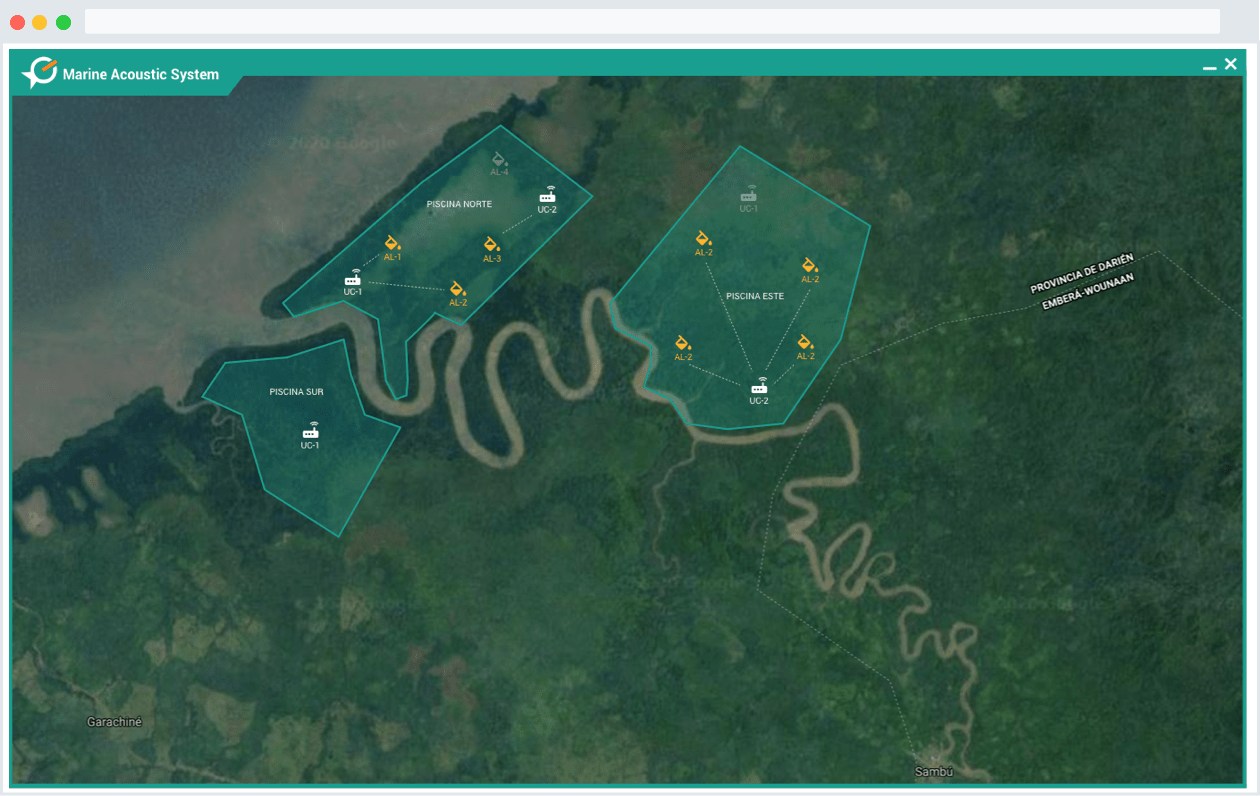 Marine Acoustic System
© 2020 Google
AL-4
PISCINA NORTE
UC-2
AL-1
AL-3
UC-1
AL-2
UC-1
AL-2
AL-2
PISCINA ESTE
AL-2
AL-2
UC-2
PISCINA SUR
UC-1
PROVINCIA DE DARIÉN
EMBERÁ-WOUNAAN
Garachiné
Sambú